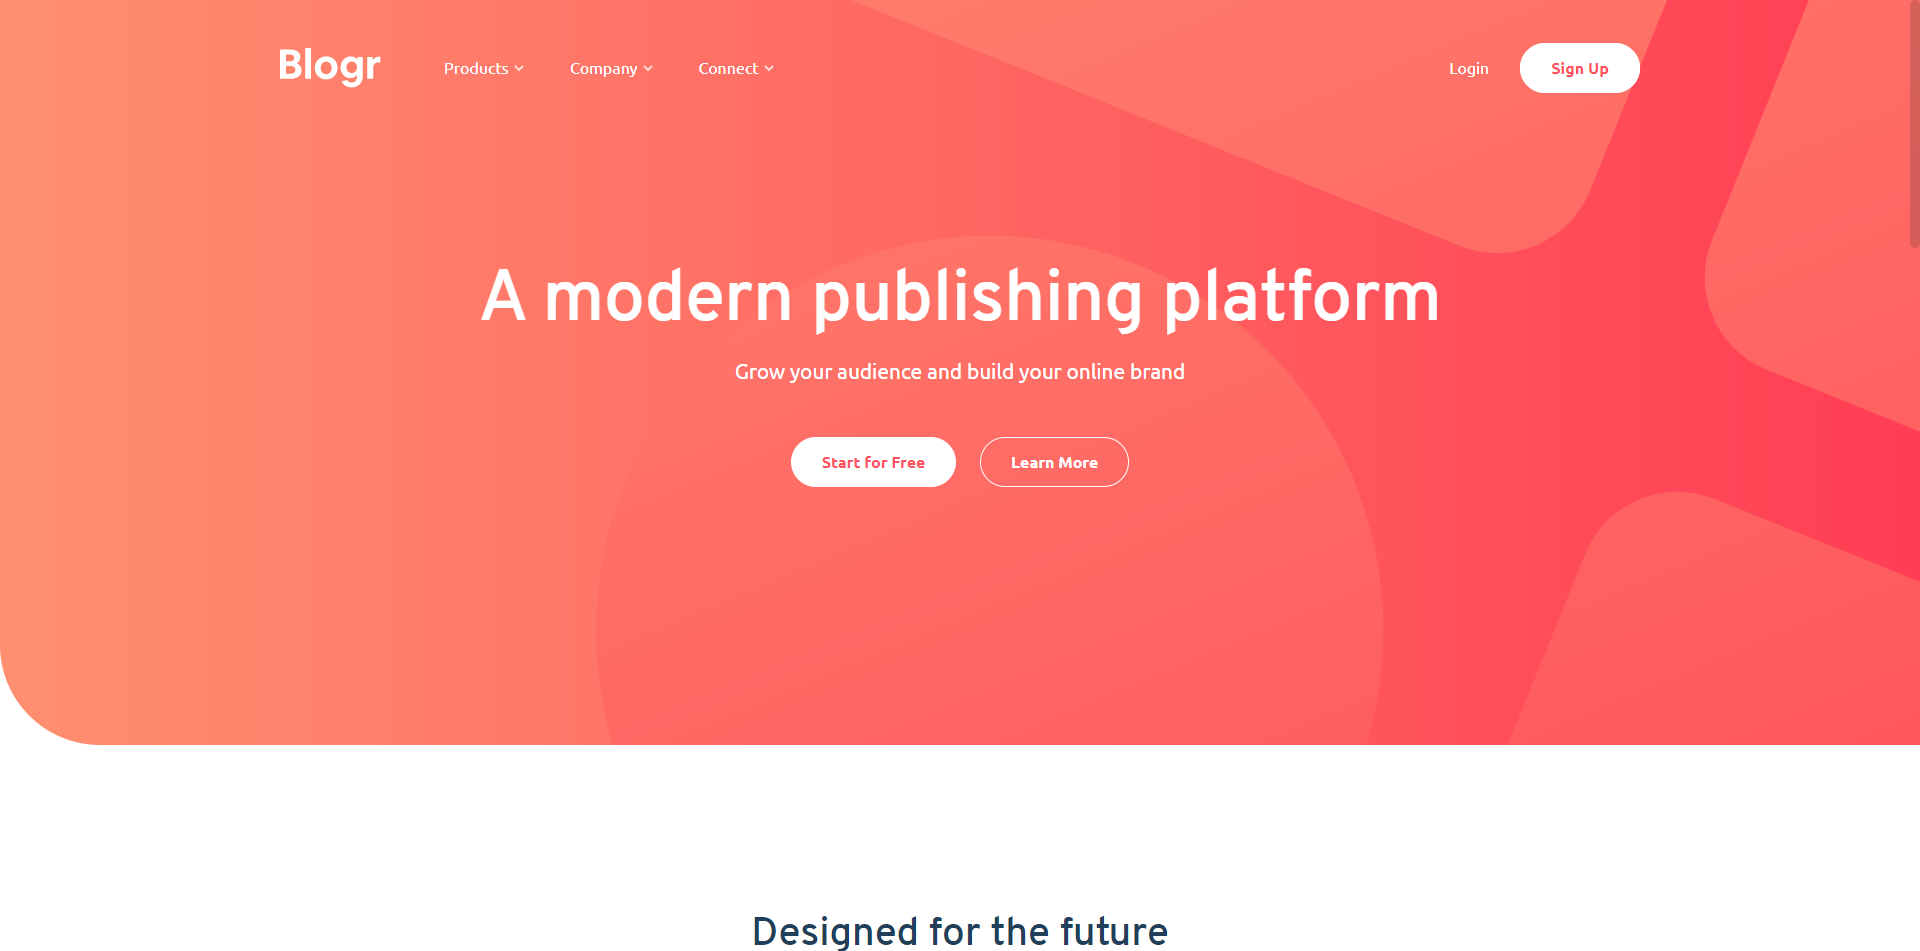 Blogr
Products
Company
Connect
Login
Sign Up
A modern publishing platform
Grow your audience and build your online brand
Start for Free
Learn More
Designed for the future